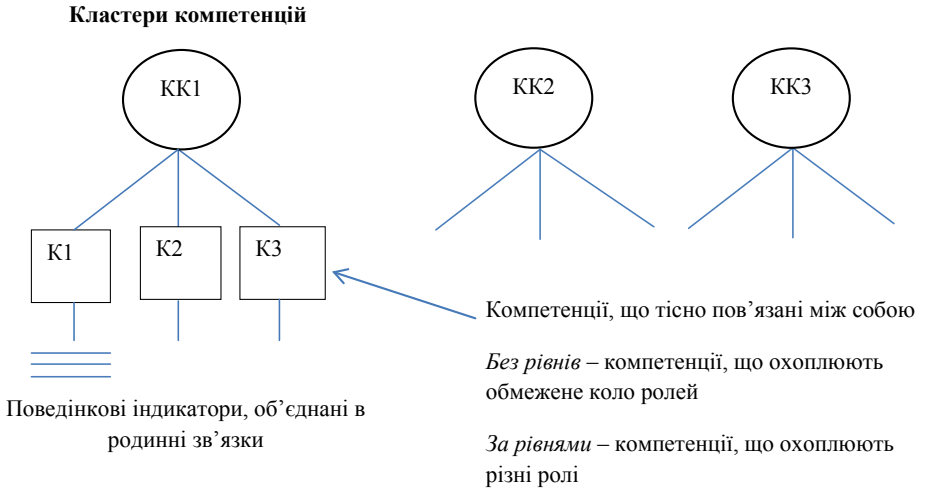 Кластери компетенцій
КК1
КК2
КК3
К1
К2
К3
Компетенції, що тісно пов’язані між собою
Без рівнів – компетенції, що охоплюють
обмежене коло ролей
За рівнями – компетенції, що охоплюють
різні ролі
Поведінкові індикатори, об’єднані в
родинні зв’язки